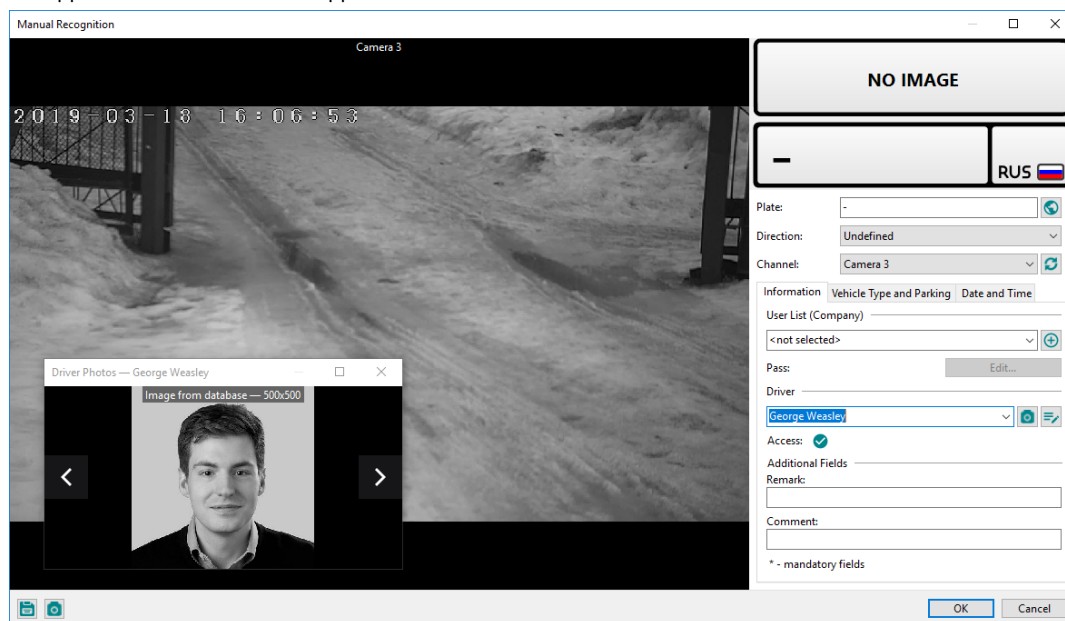 Manual Recognition
Camera 3
2019-03-18 16:06:53
NO IMAGE
-
RUS
Plate:
-
Direction:
Undefined
Channel:
Camera 3
Information
Vehicle Type and Parking
Date and Time
User List (Company)
<not selected>
Pass:
Edit...
Driver
George Weasley
Access:
Additional Fields
Remark:
Comment:
* - mandatory fields
Driver Photos — George Weasley
Image from database — 500x500
OK
Cancel